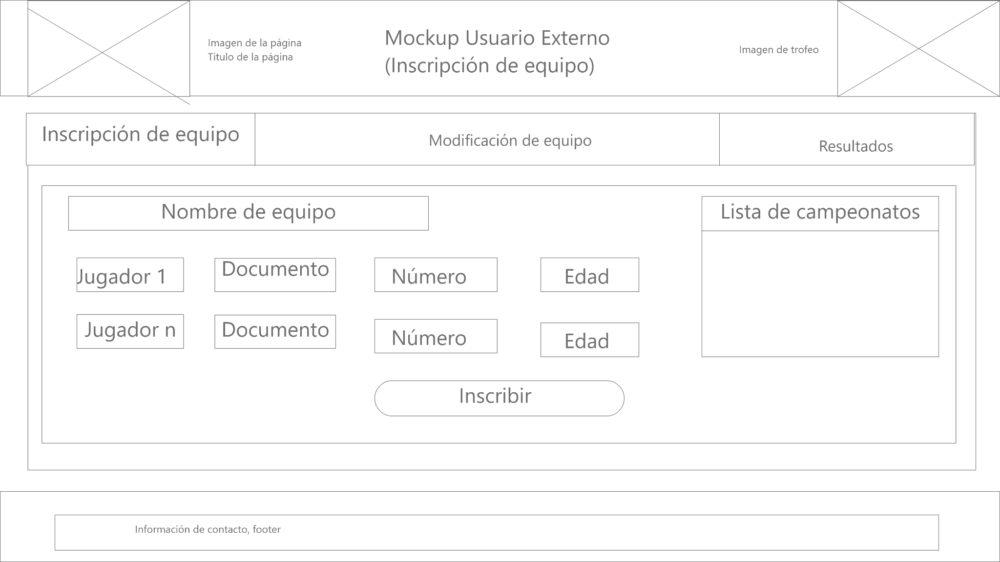 Imagen de la página
Titulo de la página
Mockup Usuario Externo
(Inscripción de equipo)
Imagen de trofeo
Inscripción de equipo
Modificación de equipo
Resultados
Nombre de equipo
Lista de campeonatos
Jugador 1
Documento
Número
Edad
Jugador n
Documento
Número
Edad
Inscribir
Información de contacto, footer